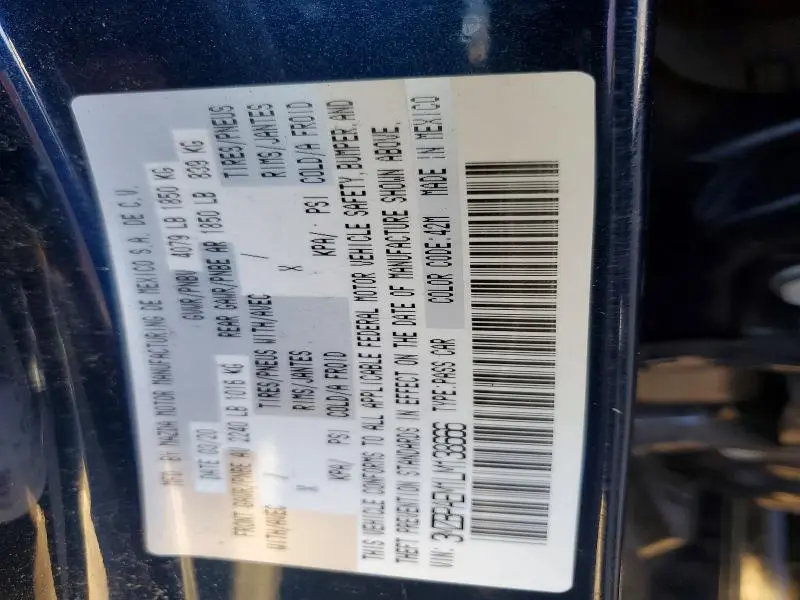 MFD BY MAZDA MOTOR MANUFACTURING DE MEXICO S.A. DE C.V.
DATE 02/20 GVWR/PNBV 4079 LB 1850 KG
FRONT GAWR/PNBE AV 2240 LB 1016 KG REAR GAWR/PNBE AR 1850 LB 839 KG
WITH/AVEC / TIRES/PNEUS WITH/AVEC / TIRES/PNEUS
X RIMS/JANTES X RIMS/JANTES
KPA/ PSI COLD/A FROID KPA/ PSI COLD/A FROID
THIS VEHICLE CONFORMS TO ALL APPLICABLE FEDERAL MOTOR VEHICLE SAFETY, BUMPER, AND
THEFT PREVENTION STANDARDS IN EFFECT ON THE DATE OF MANUFACTURE SHOWN ABOVE.
VIN: TYPE:PASS CAR COLOR CODE:42M MADE IN MEXICO